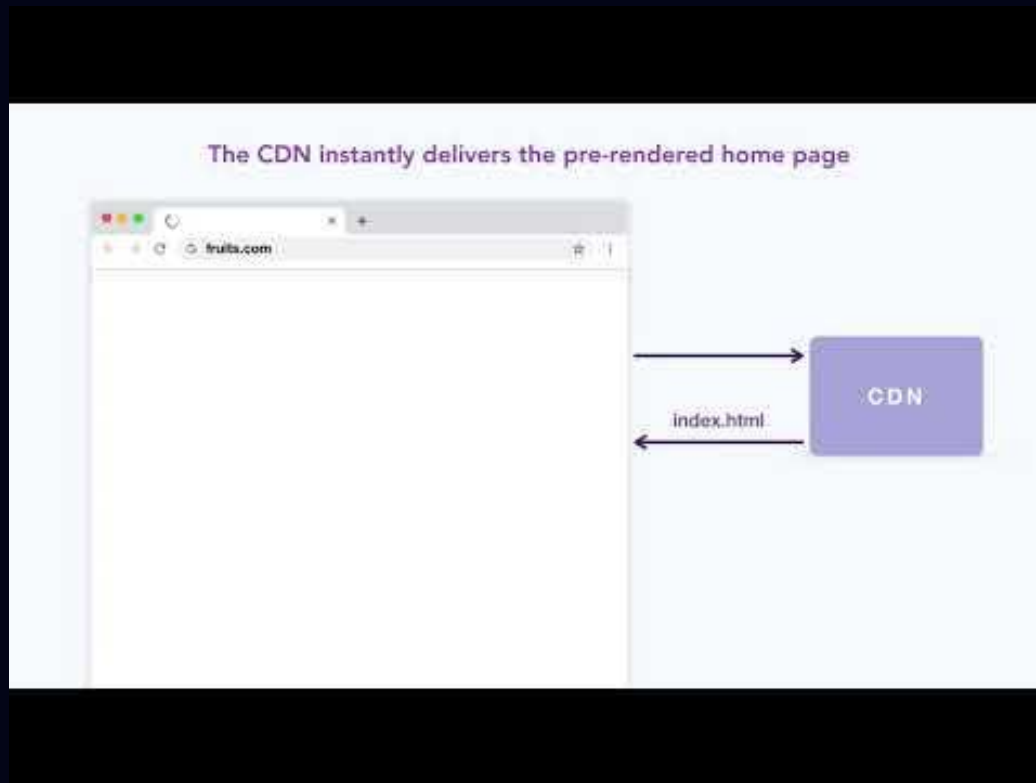 The CDN instantly delivers the pre-rendered home page
fruits.com
CDN
index.html